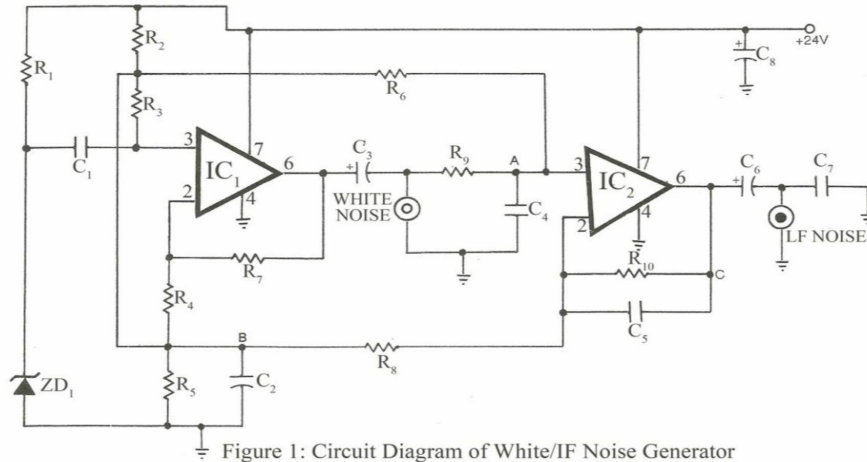 R2
+24V
C8
R1
R6
R3
3
7
C1
IC1
6
C3
R9
A
3
7
2
4
WHITE
NOISE
C4
IC2
6
C6
C7
2
4
LF NOISE
R7
R10
C
R4
C5
B
R8
ZD1
R5
C2
Figure 1: Circuit Diagram of White/IF Noise Generator